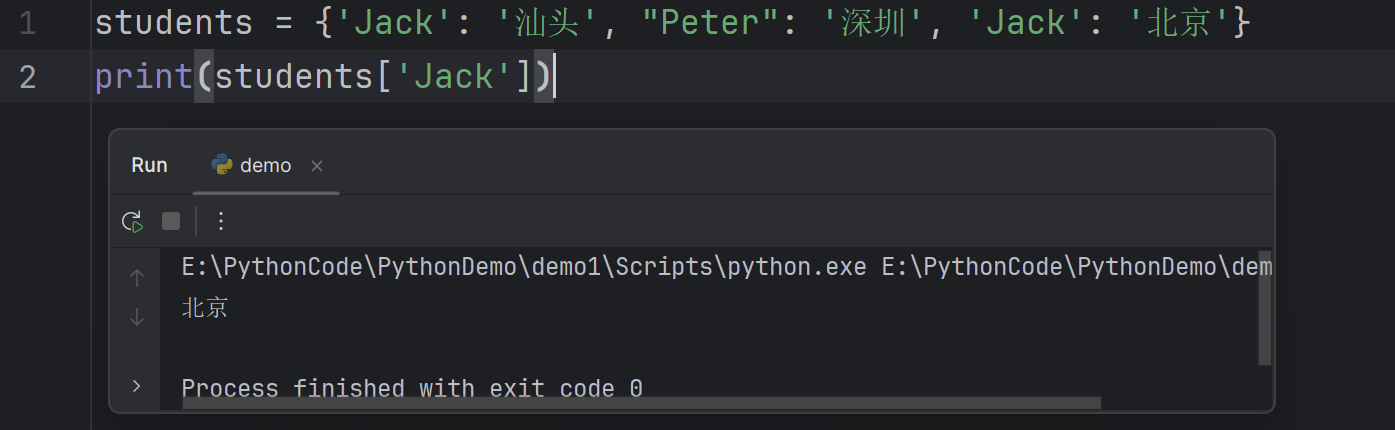 1 students = {'Jack': '汕头', "Peter": '深圳', 'Jack': '北京'}
2 print(students['Jack'])
Run demo
E:\PythonCode\PythonDemo\demo1\Scripts\python.exe E:\PythonCode\PythonDemo\dem
北京
Process finished with exit code 0